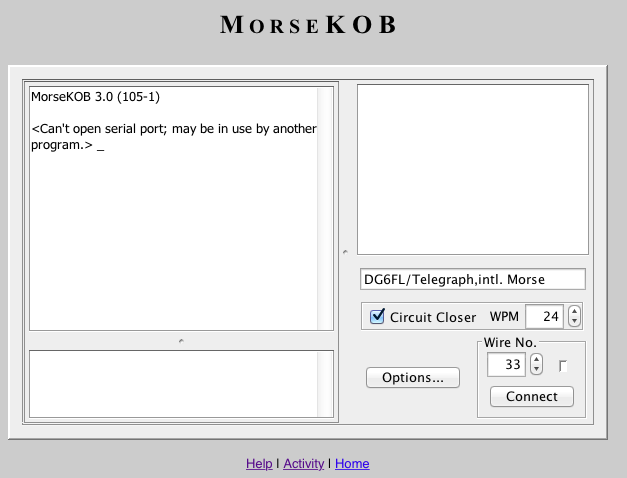 MORSEKOB
MorseKOB 3.0 (105-1)
<Can't open serial port; may be in use by another
program.> _
DG6FL/Telegraph,intl. Morse
Circuit Closer WPM 24
Wire No.
33
Options...
Connect
Help | Activity | Home